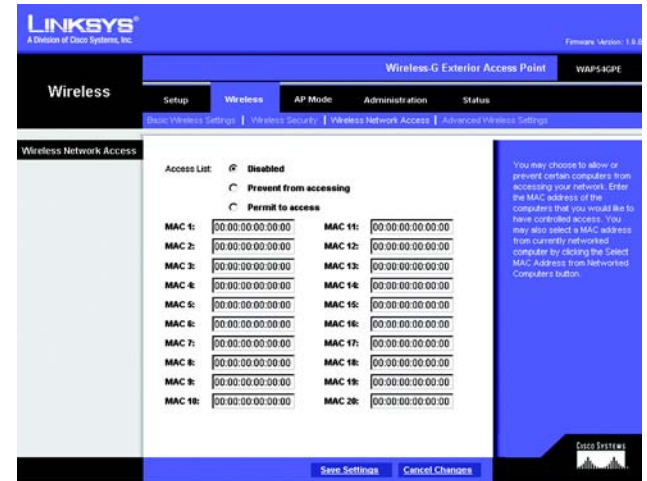 LINKSYS®
A Division of Cisco Systems, Inc.
Firmware Version: 1.0.0
Wireless-G Exterior Access Point WAP54GPE
Wireless
Setup Wireless AP Mode Administration Status
Basic Wireless Settings | Wireless Security | Wireless Network Access | Advanced Wireless Settings
Wireless Network Access
Access List: Disabled
Prevent from accessing
Permit to access
MAC 1: 00:00:00:00:00:00 MAC 11: 00:00:00:00:00:00
MAC 2: 00:00:00:00:00:00 MAC 12: 00:00:00:00:00:00
MAC 3: 00:00:00:00:00:00 MAC 13: 00:00:00:00:00:00
MAC 4: 00:00:00:00:00:00 MAC 14: 00:00:00:00:00:00
MAC 5: 00:00:00:00:00:00 MAC 15: 00:00:00:00:00:00
MAC 6: 00:00:00:00:00:00 MAC 16: 00:00:00:00:00:00
MAC 7: 00:00:00:00:00:00 MAC 17: 00:00:00:00:00:00
MAC 8: 00:00:00:00:00:00 MAC 18: 00:00:00:00:00:00
MAC 9: 00:00:00:00:00:00 MAC 19: 00:00:00:00:00:00
MAC 10: 00:00:00:00:00:00 MAC 20: 00:00:00:00:00:00
You may choose to allow or
prevent certain computers from
accessing your network. Enter
the MAC address of the
computers that you would like to
have controlled access. You
may also select a MAC address
from currently networked
computer by clicking the Select
MAC Address from Networked
Computers button.
Save Settings Cancel Changes
CISCO SYSTEMS